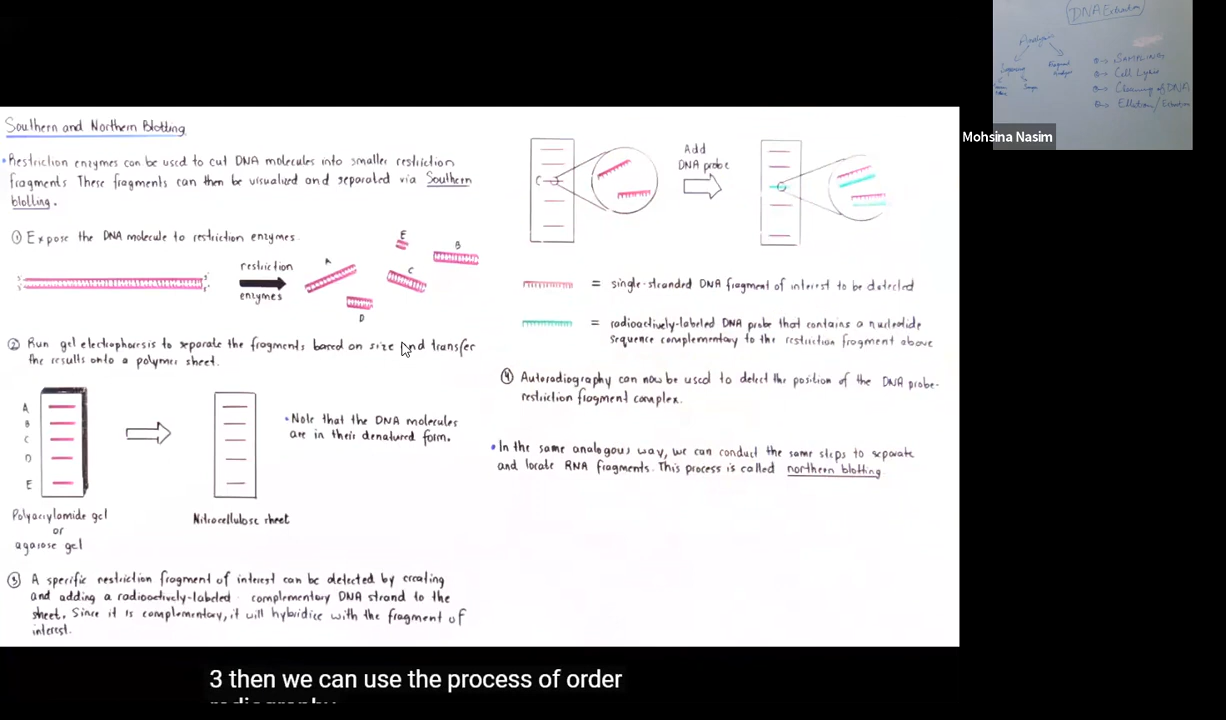 Southern and Northern Blotting
• Restriction enzymes can be used to cut DNA molecules into smaller restriction
fragments These fragments can then be visualized and separated via Southern
blotting.
① Expose the DNA molecule to restriction enzymes.
restriction
enzymes
A
E
B
C
D
② Run gel electrophoresis to separate the fragments based on size and transfer
the results onto a polymer sheet.
A
B
C
D
E
• Note that the DNA molecules
are in their denatured form.
Polyacrylamide gel
or
agarose gel
Nitrocellulose sheet
③ A specific restriction fragment of interest can be detected by creating
and adding a radioactively-labeled complementary DNA strand to the
sheet. Since it is complementary, it will hybridize with the fragment of
interest.
C
Add
DNA probe
= single-stranded DNA fragment of interest to be detected
= radioactively-labeled DNA probe that contains a nucleotide
sequence complementary to the restriction fragment above
④ Autoradiography can now be used to detect the position of the DNA probe-
restriction fragment complex.
• In the same analogous way, we can conduct the same steps to separate
and locate RNA fragments. This process is called northern blotting
3 then we can use the process of order
DNA Extraction
Analysis
SAMPLING
Cell Lysis
Cleaning of DNA
Mohsina Nasim